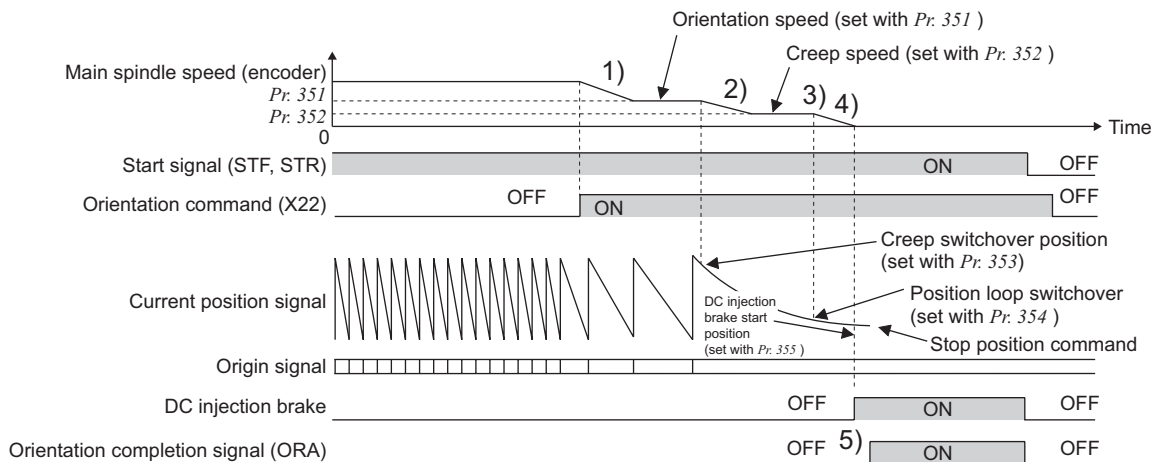 Orientation speed (set with Pr. 351 )
Creep speed (set with Pr. 352 )
Main spindle speed (encoder)
1)
2)
3)
4)
Pr. 351
Pr. 352
0
Time
Start signal (STF, STR)
ON
OFF
Orientation command (X22)
OFF
ON
OFF
Creep switchover position
(set with Pr. 353)
Current position signal
DC injection
brake start
position
(set with Pr. 355 )
Position loop switchover
(set with Pr. 354 )
Stop position command
Origin signal
DC injection brake
OFF
ON
OFF
Orientation completion signal (ORA)
OFF
5)
ON
OFF